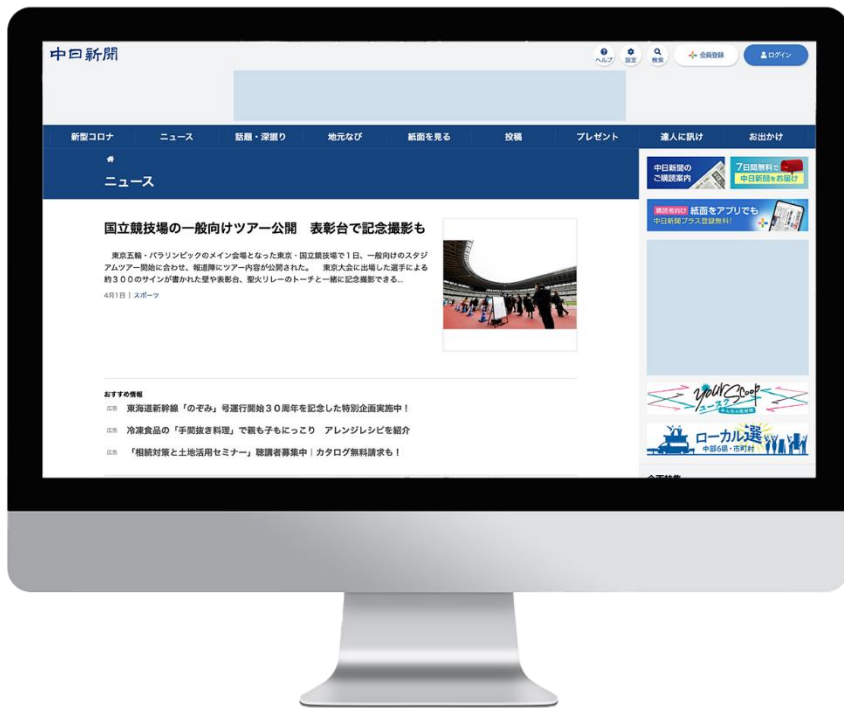 中日新聞
ヘルプ
設定
検索
会員登録
ログイン
新型コロナ
ニュース
話題・深掘り
地元なび
紙面を見る
投稿
プレゼント
達人に訊け
お出かけ
ニュース
国立競技場の一般向けツアー公開 表彰台で記念撮影も
東京五輪・パラリンピックのメイン会場となった東京・国立競技場で1日、一般向けのスタジ
アムツアー開始に合わせ、報道陣にツアー内容が公開された。 東京大会に出場した選手による
約３００のサインが書かれた壁や表彰台、聖火リレーのトーチと一緒に記念撮影できる...
4月1日 | スポーツ
おすすめ情報
広告 東海道新幹線「のぞみ」号運行開始３０周年を記念した特別企画実施中！
広告 冷凍食品の「手間抜き料理」で親も子もにっこり アレンジレシピを紹介
広告 「相続対策と土地活用セミナー」聴講者募集中｜カタログ無料請求も！
中日新聞の
ご購読案内
7日間無料で
中日新聞をお届け
購読者向け 紙面をアプリでも
中日新聞プラス登録無料！
Your Scoop
ユースク
みんなの取材班
ローカル選
中部6県・市町村